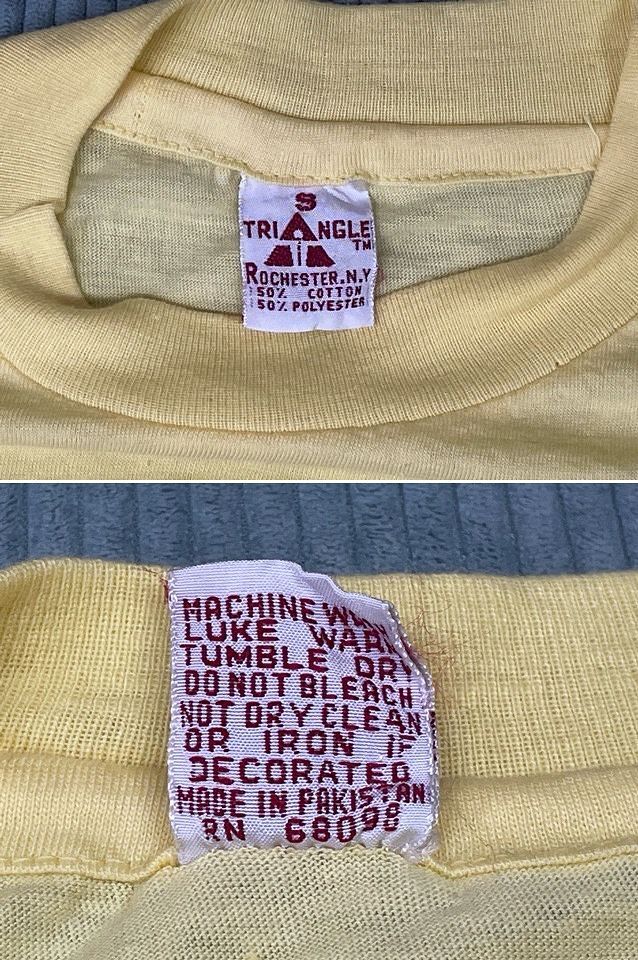 S
TRIANGLE
TM
ROCHESTER.N.Y
50% COTTON
50% POLYESTER
MACHINE
LUKE WARM
TUMBLE DRY
DO NOT BLEACH
NOT DRY CLEAN
OR IRON IF
DECORATED
MADE IN PAKISTAN
RN 68098